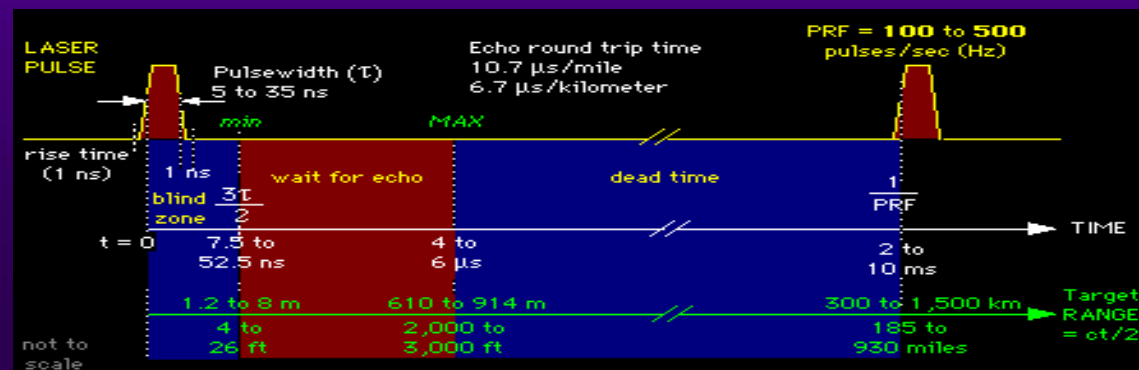 LASER
PULSE
Pulsewidth (τ)
5 to 35 ns
Echo round trip time
10.7 µs/mile
6.7 µs/kilometer
PRF = 100 to 500
pulses/sec (Hz)
min
MAX
rise time
(1 ns)
1 ns
blind
zone
3τ
2
wait for echo
dead time
1
PRF
t = 0
7.5 to
52.5 ns
4 to
6 µs
2 to
10 ms
TIME
1.2 to 8 m
610 to 914 m
300 to 1,500 km
4 to
26 ft
2,000 to
3,000 ft
185 to
930 miles
Target
RANGE
= ct/2
not to
scale